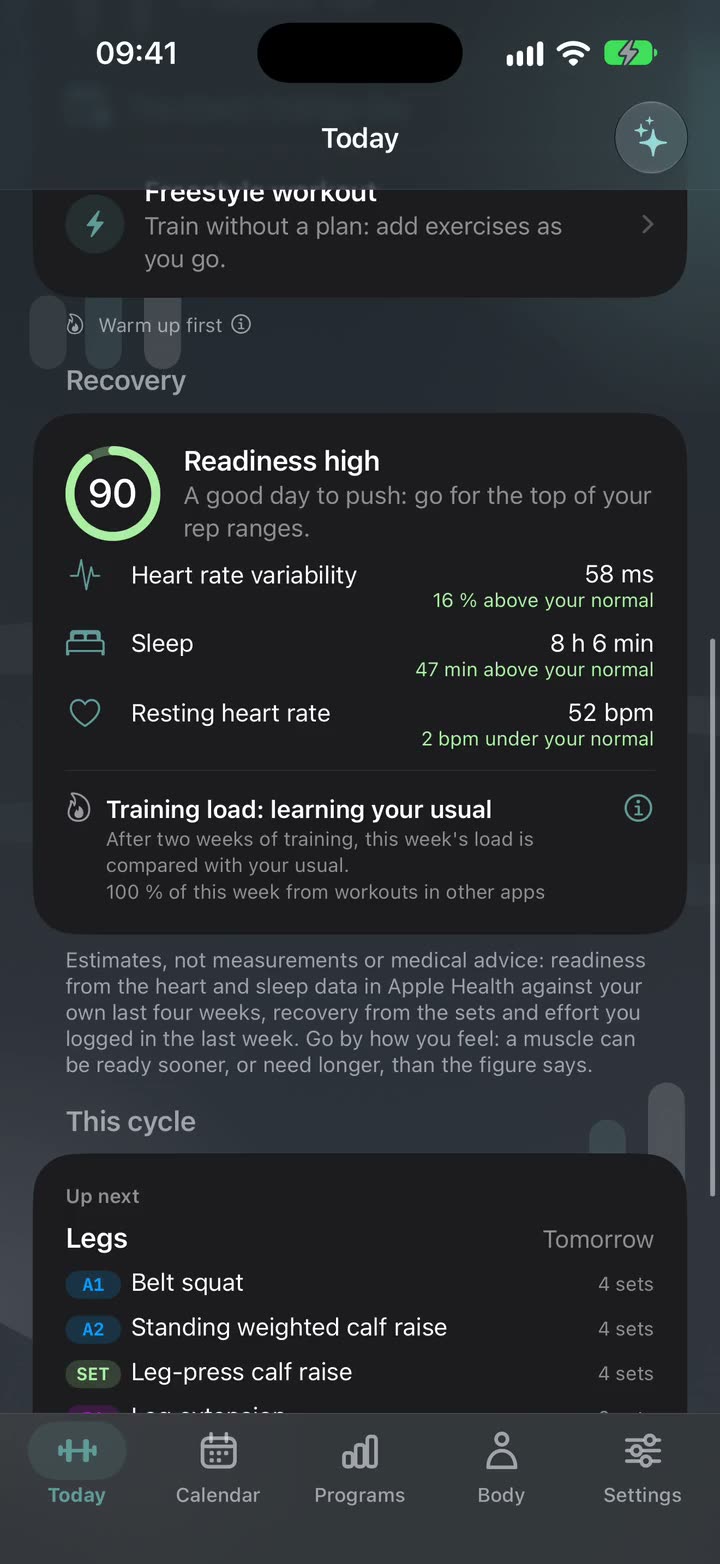 09:41
Today
Freestyle workout
Train without a plan: add exercises as
you go.
Warm up first
Recovery
90
Readiness high
A good day to push: go for the top of your
rep ranges.
Heart rate variability
58 ms
16 % above your normal
Sleep
8 h 6 min
47 min above your normal
Resting heart rate
52 bpm
2 bpm under your normal
Training load: learning your usual
After two weeks of training, this week's load is
compared with your usual.
100 % of this week from workouts in other apps
Estimates, not measurements or medical advice: readiness
from the heart and sleep data in Apple Health against your
own last four weeks, recovery from the sets and effort you
logged in the last week. Go by how you feel: a muscle can
be ready sooner, or need longer, than the figure says.
This cycle
Up next
Legs
Tomorrow
A1 Belt squat 4 sets
A2 Standing weighted calf raise 4 sets
SET Leg-press calf raise 4 sets
Leg extension
Today
Calendar
Programs
Body
Settings